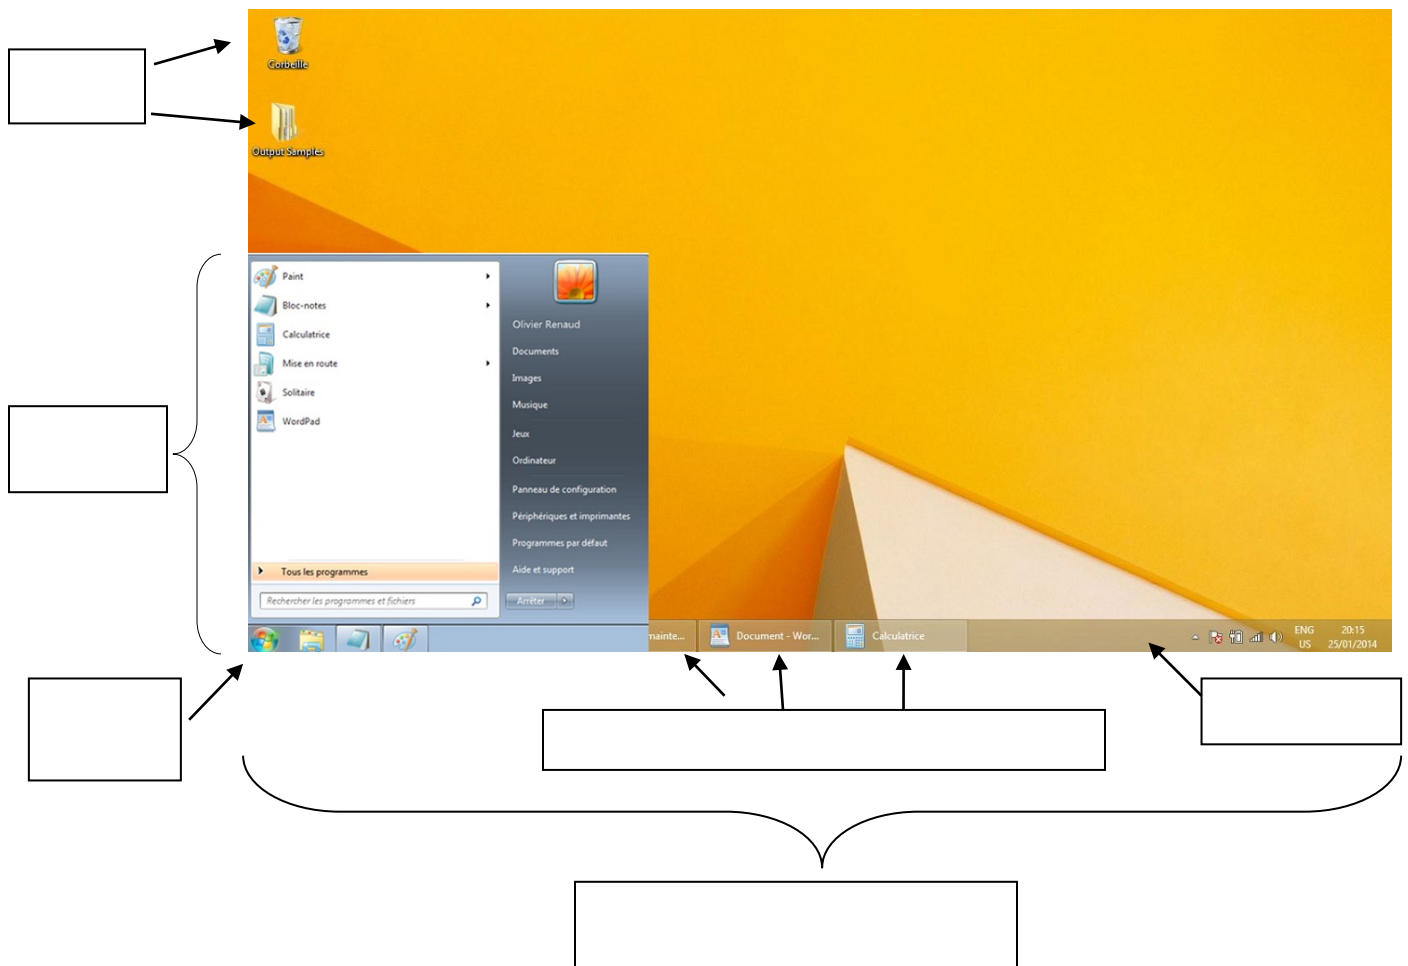 Corbeille
Output Samples
Paint
Bloc-notes
Calculatrice
Mise en route
Solitaire
WordPad
Tous les programmes
Rechercher les programmes et fichiers
Olivier Renaud
Documents
Images
Musique
Jeux
Ordinateur
Panneau de configuration
Périphériques et imprimantes
Programmes par défaut
Aide et support
Arrêter
mainte...
Document - Wor...
Calculatrice
ENG
US
20:15
25/01/2014